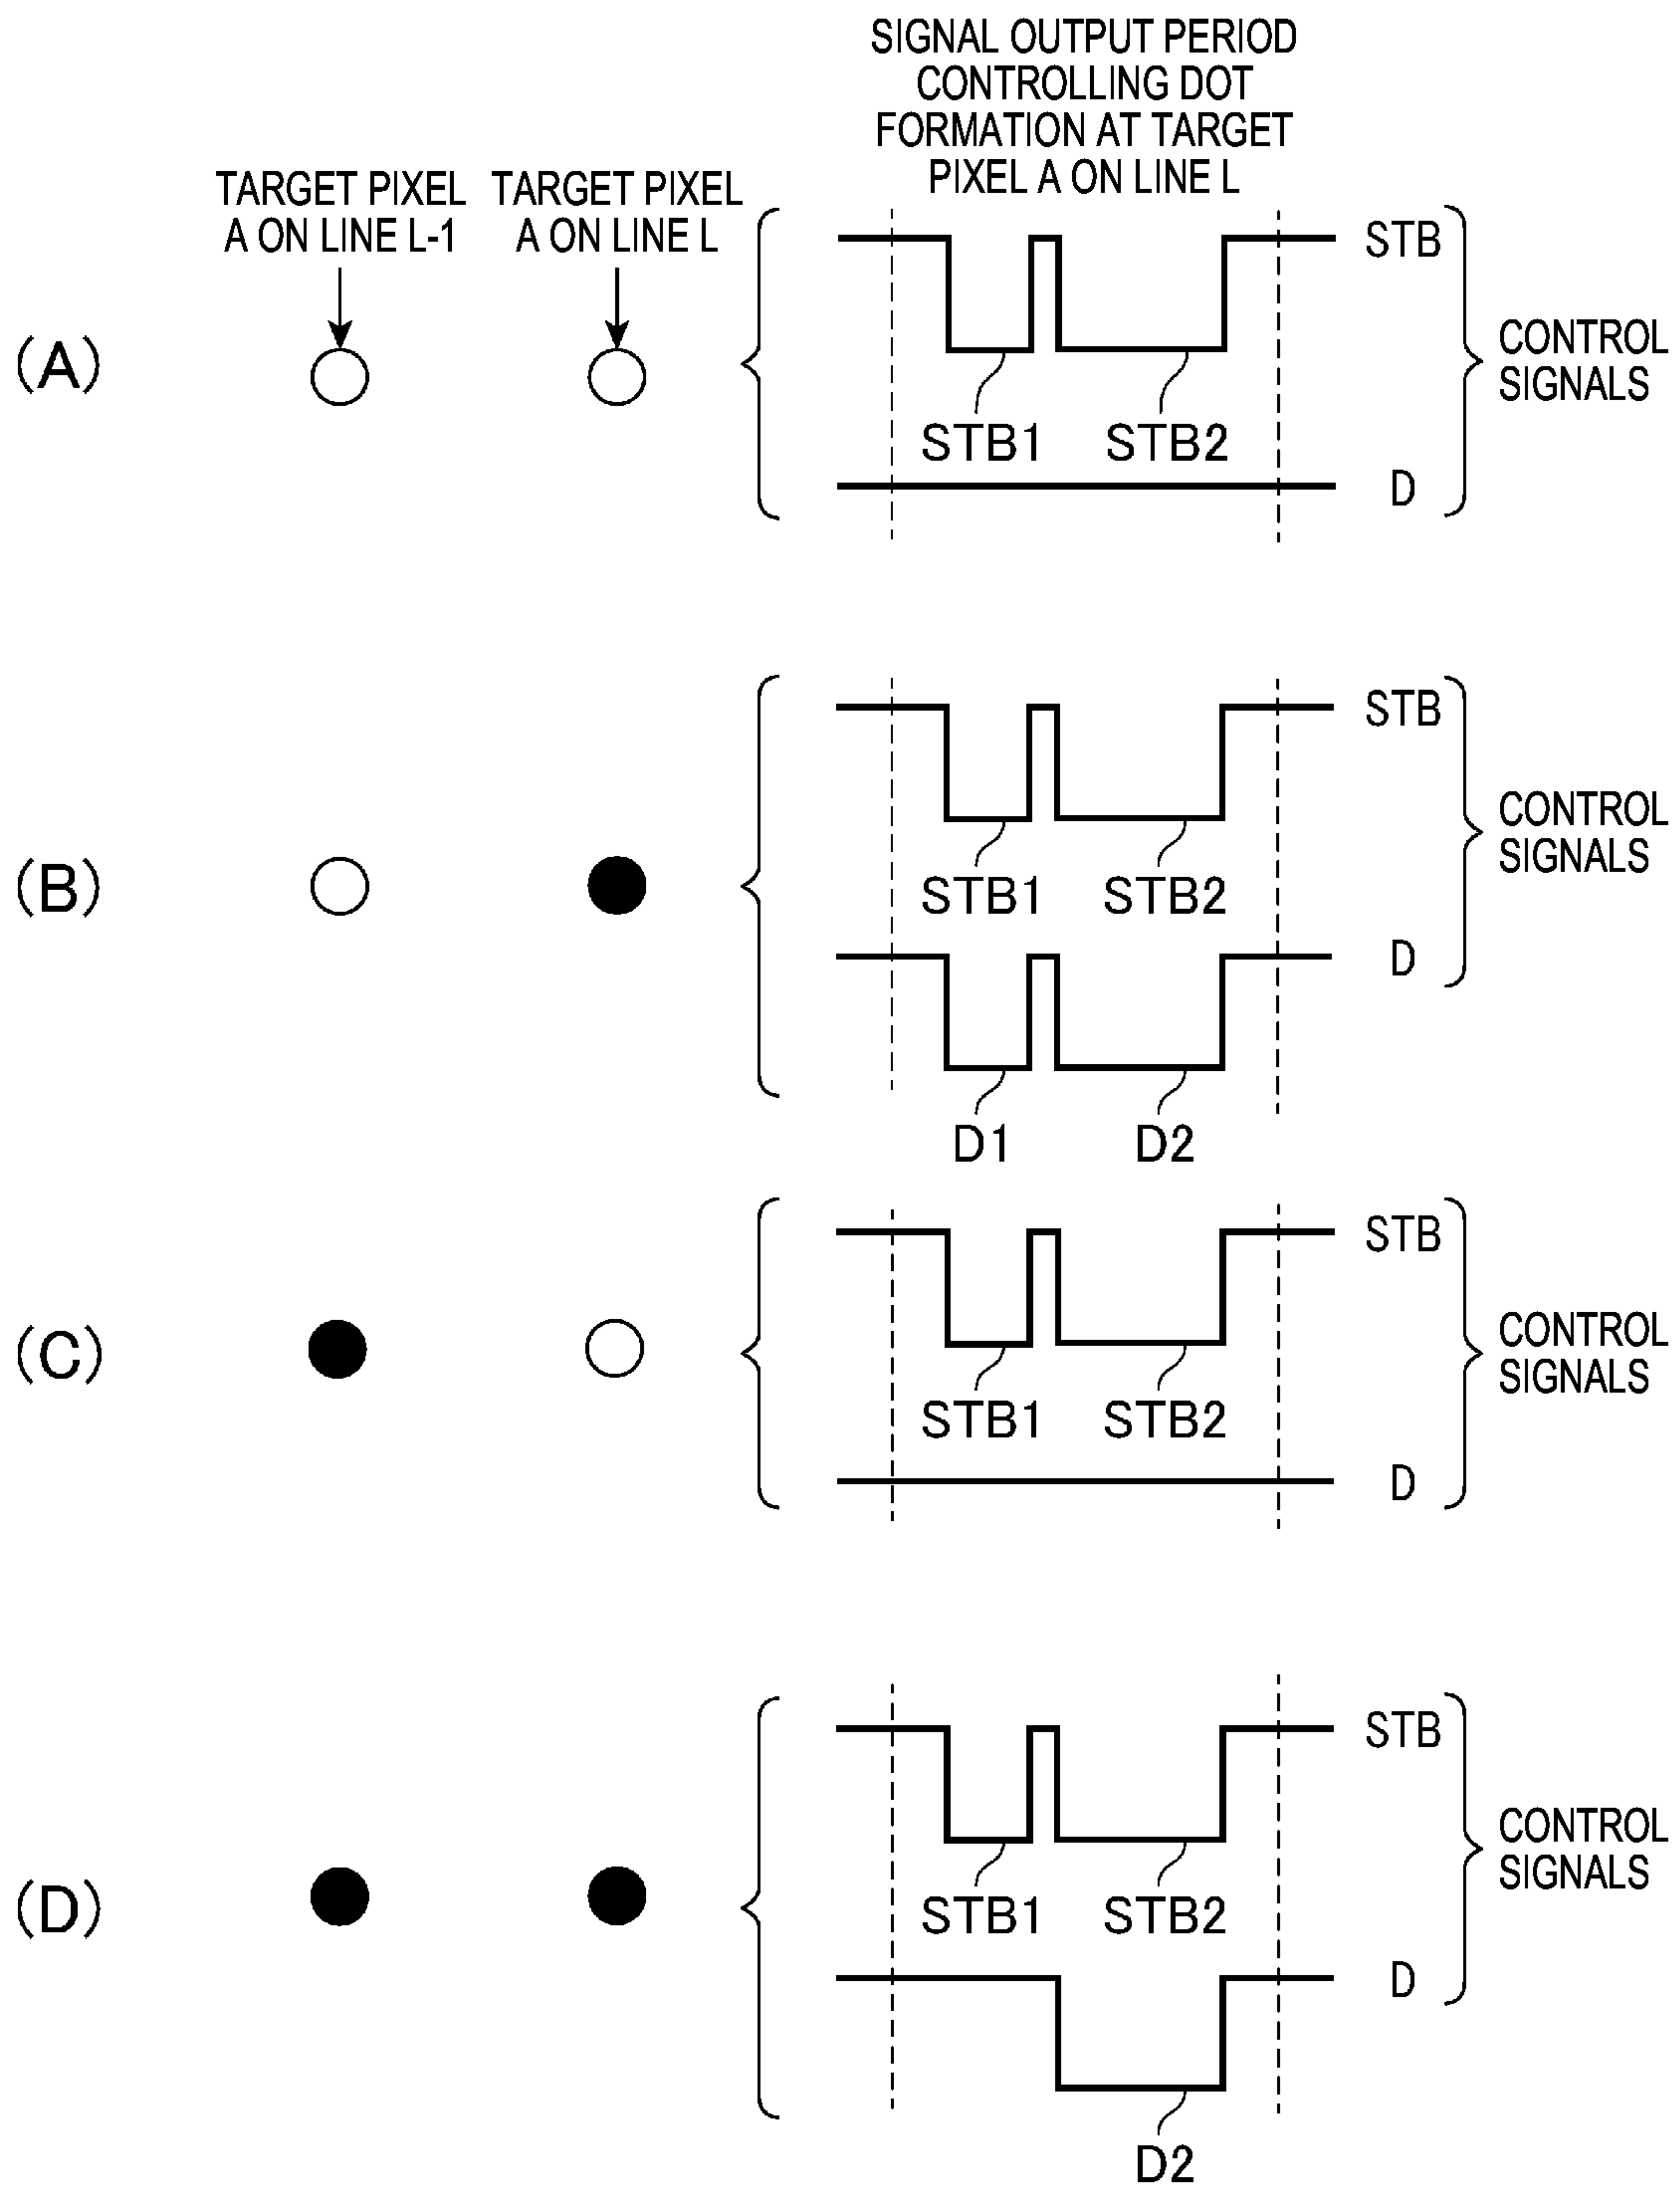 SIGNAL OUTPUT PERIOD
CONTROLLING DOT
FORMATION AT TARGET
PIXEL A ON LINE L
TARGET PIXEL
A ON LINE L-1
TARGET PIXEL
A ON LINE L
(A)
STB
STB1
STB2
D
CONTROL
SIGNALS
(B)
STB
STB1
STB2
D
D1
D2
CONTROL
SIGNALS
(C)
STB
STB1
STB2
D
CONTROL
SIGNALS
(D)
STB
STB1
STB2
D
D2
CONTROL
SIGNALS